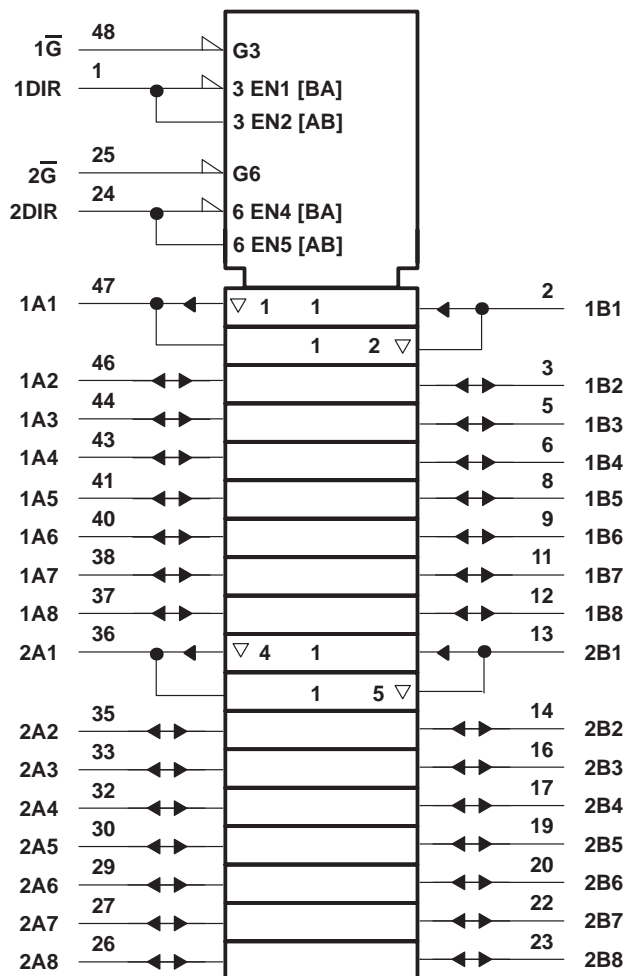 48
1G̅ G3
1
1DIR 3 EN1 [BA]
3 EN2 [AB]
25
2G̅ G6
24
2DIR 6 EN4 [BA]
6 EN5 [AB]
47 2
1A1 ▽ 1 1 1B1
1 2 ▽
46 3
1A2 1B2
44 5
1A3 1B3
43 6
1A4 1B4
41 8
1A5 1B5
40 9
1A6 1B6
38 11
1A7 1B7
37 12
1A8 1B8
36 13
2A1 ▽ 4 1 2B1
1 5 ▽
35 14
2A2 2B2
33 16
2A3 2B3
32 17
2A4 2B4
30 19
2A5 2B5
29 20
2A6 2B6
27 22
2A7 2B7
26 23
2A8 2B8